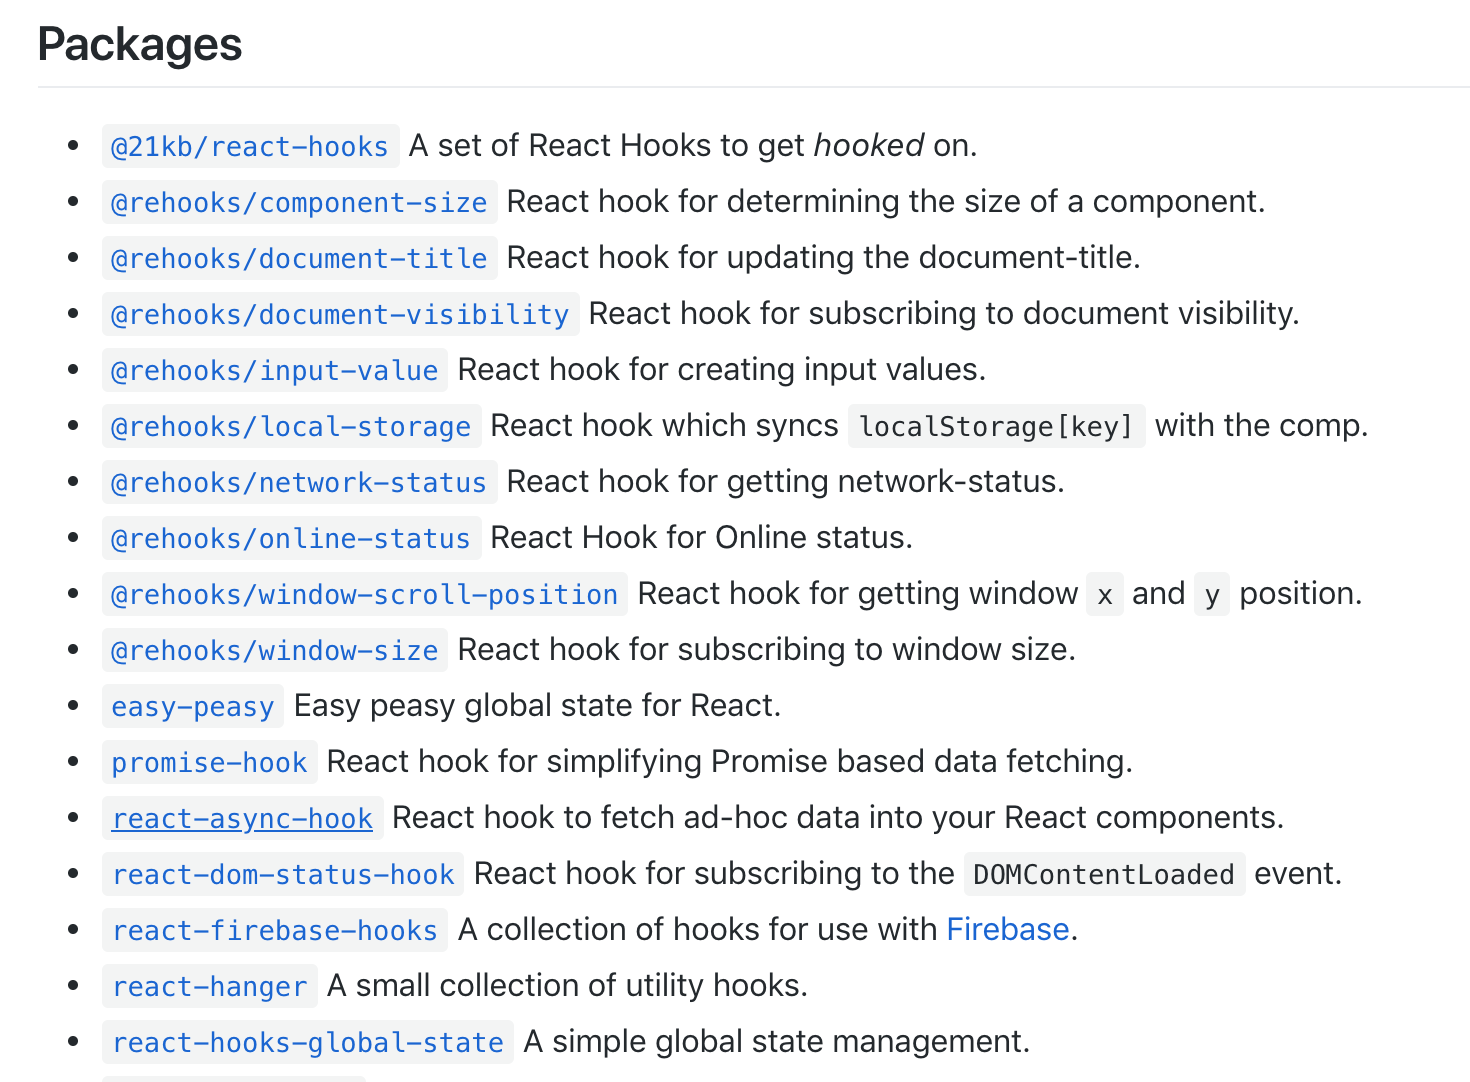 Packages
@21kb/react-hooks A set of React Hooks to get hooked on.
@rehooks/component-size React hook for determining the size of a component.
@rehooks/document-title React hook for updating the document-title.
@rehooks/document-visibility React hook for subscribing to document visibility.
@rehooks/input-value React hook for creating input values.
@rehooks/local-storage React hook which syncs localStorage[key] with the comp.
@rehooks/network-status React hook for getting network-status.
@rehooks/online-status React Hook for Online status.
@rehooks/window-scroll-position React hook for getting window x and y position.
@rehooks/window-size React hook for subscribing to window size.
easy-peasy Easy peasy global state for React.
promise-hook React hook for simplifying Promise based data fetching.
react-async-hook React hook to fetch ad-hoc data into your React components.
react-dom-status-hook React hook for subscribing to the DOMContentLoaded event.
react-firebase-hooks A collection of hooks for use with Firebase.
react-hanger A small collection of utility hooks.
react-hooks-global-state A simple global state management.